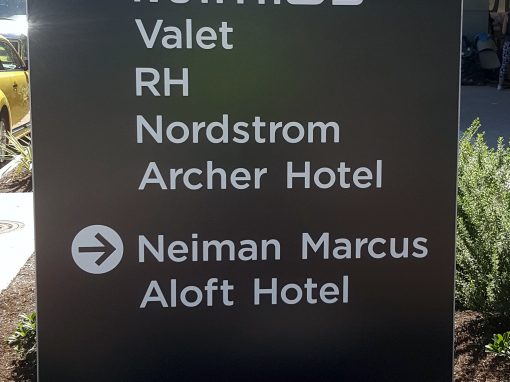 Valet
RH
Nordstrom
Archer Hotel
Neiman Marcus
Aloft Hotel